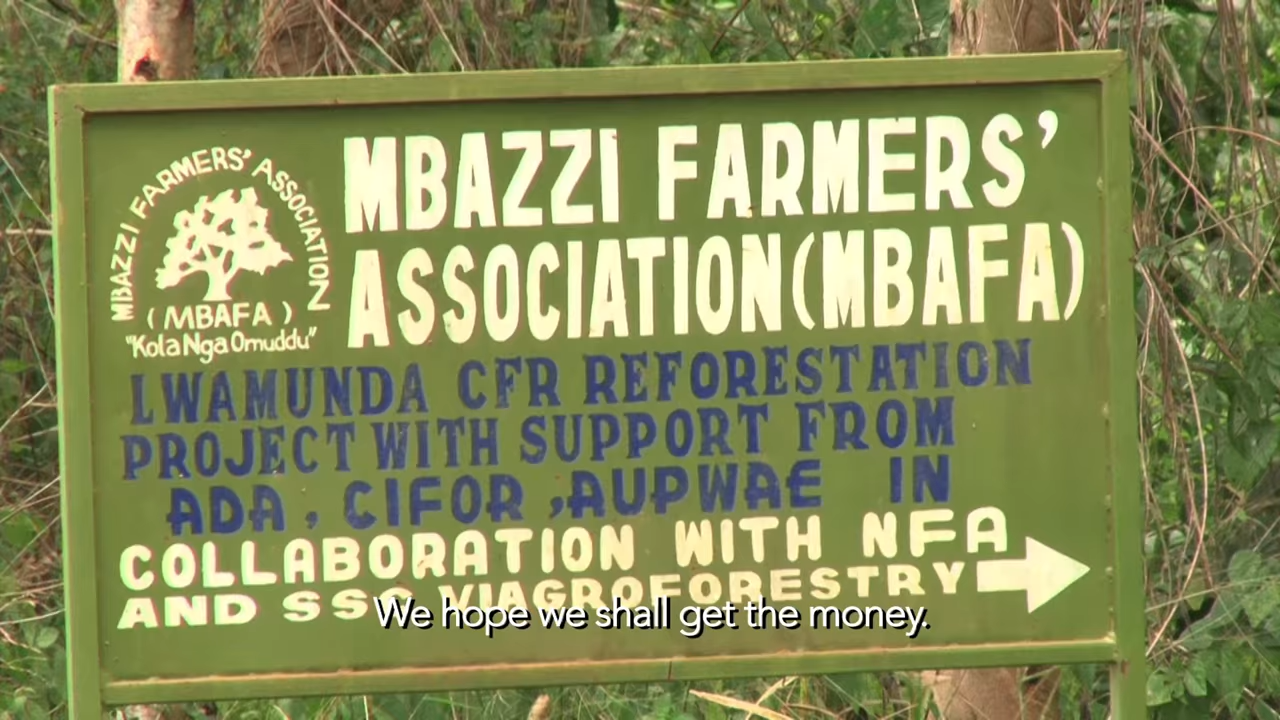 MBAZZI FARMERS' ASSOCIATION
(MBAFA)
"Kola Nga Omuddu"
MBAZZI FARMERS'
ASSOCIATION (MBAFA)
LWAMUNDA CFR REFORESTATION
PROJECT WITH SUPPORT FROM
ADA, CIFOR, AUPWAE IN
COLLABORATION WITH NFA
AND SSC VIAGROFORESTRY
We hope we shall get the money.